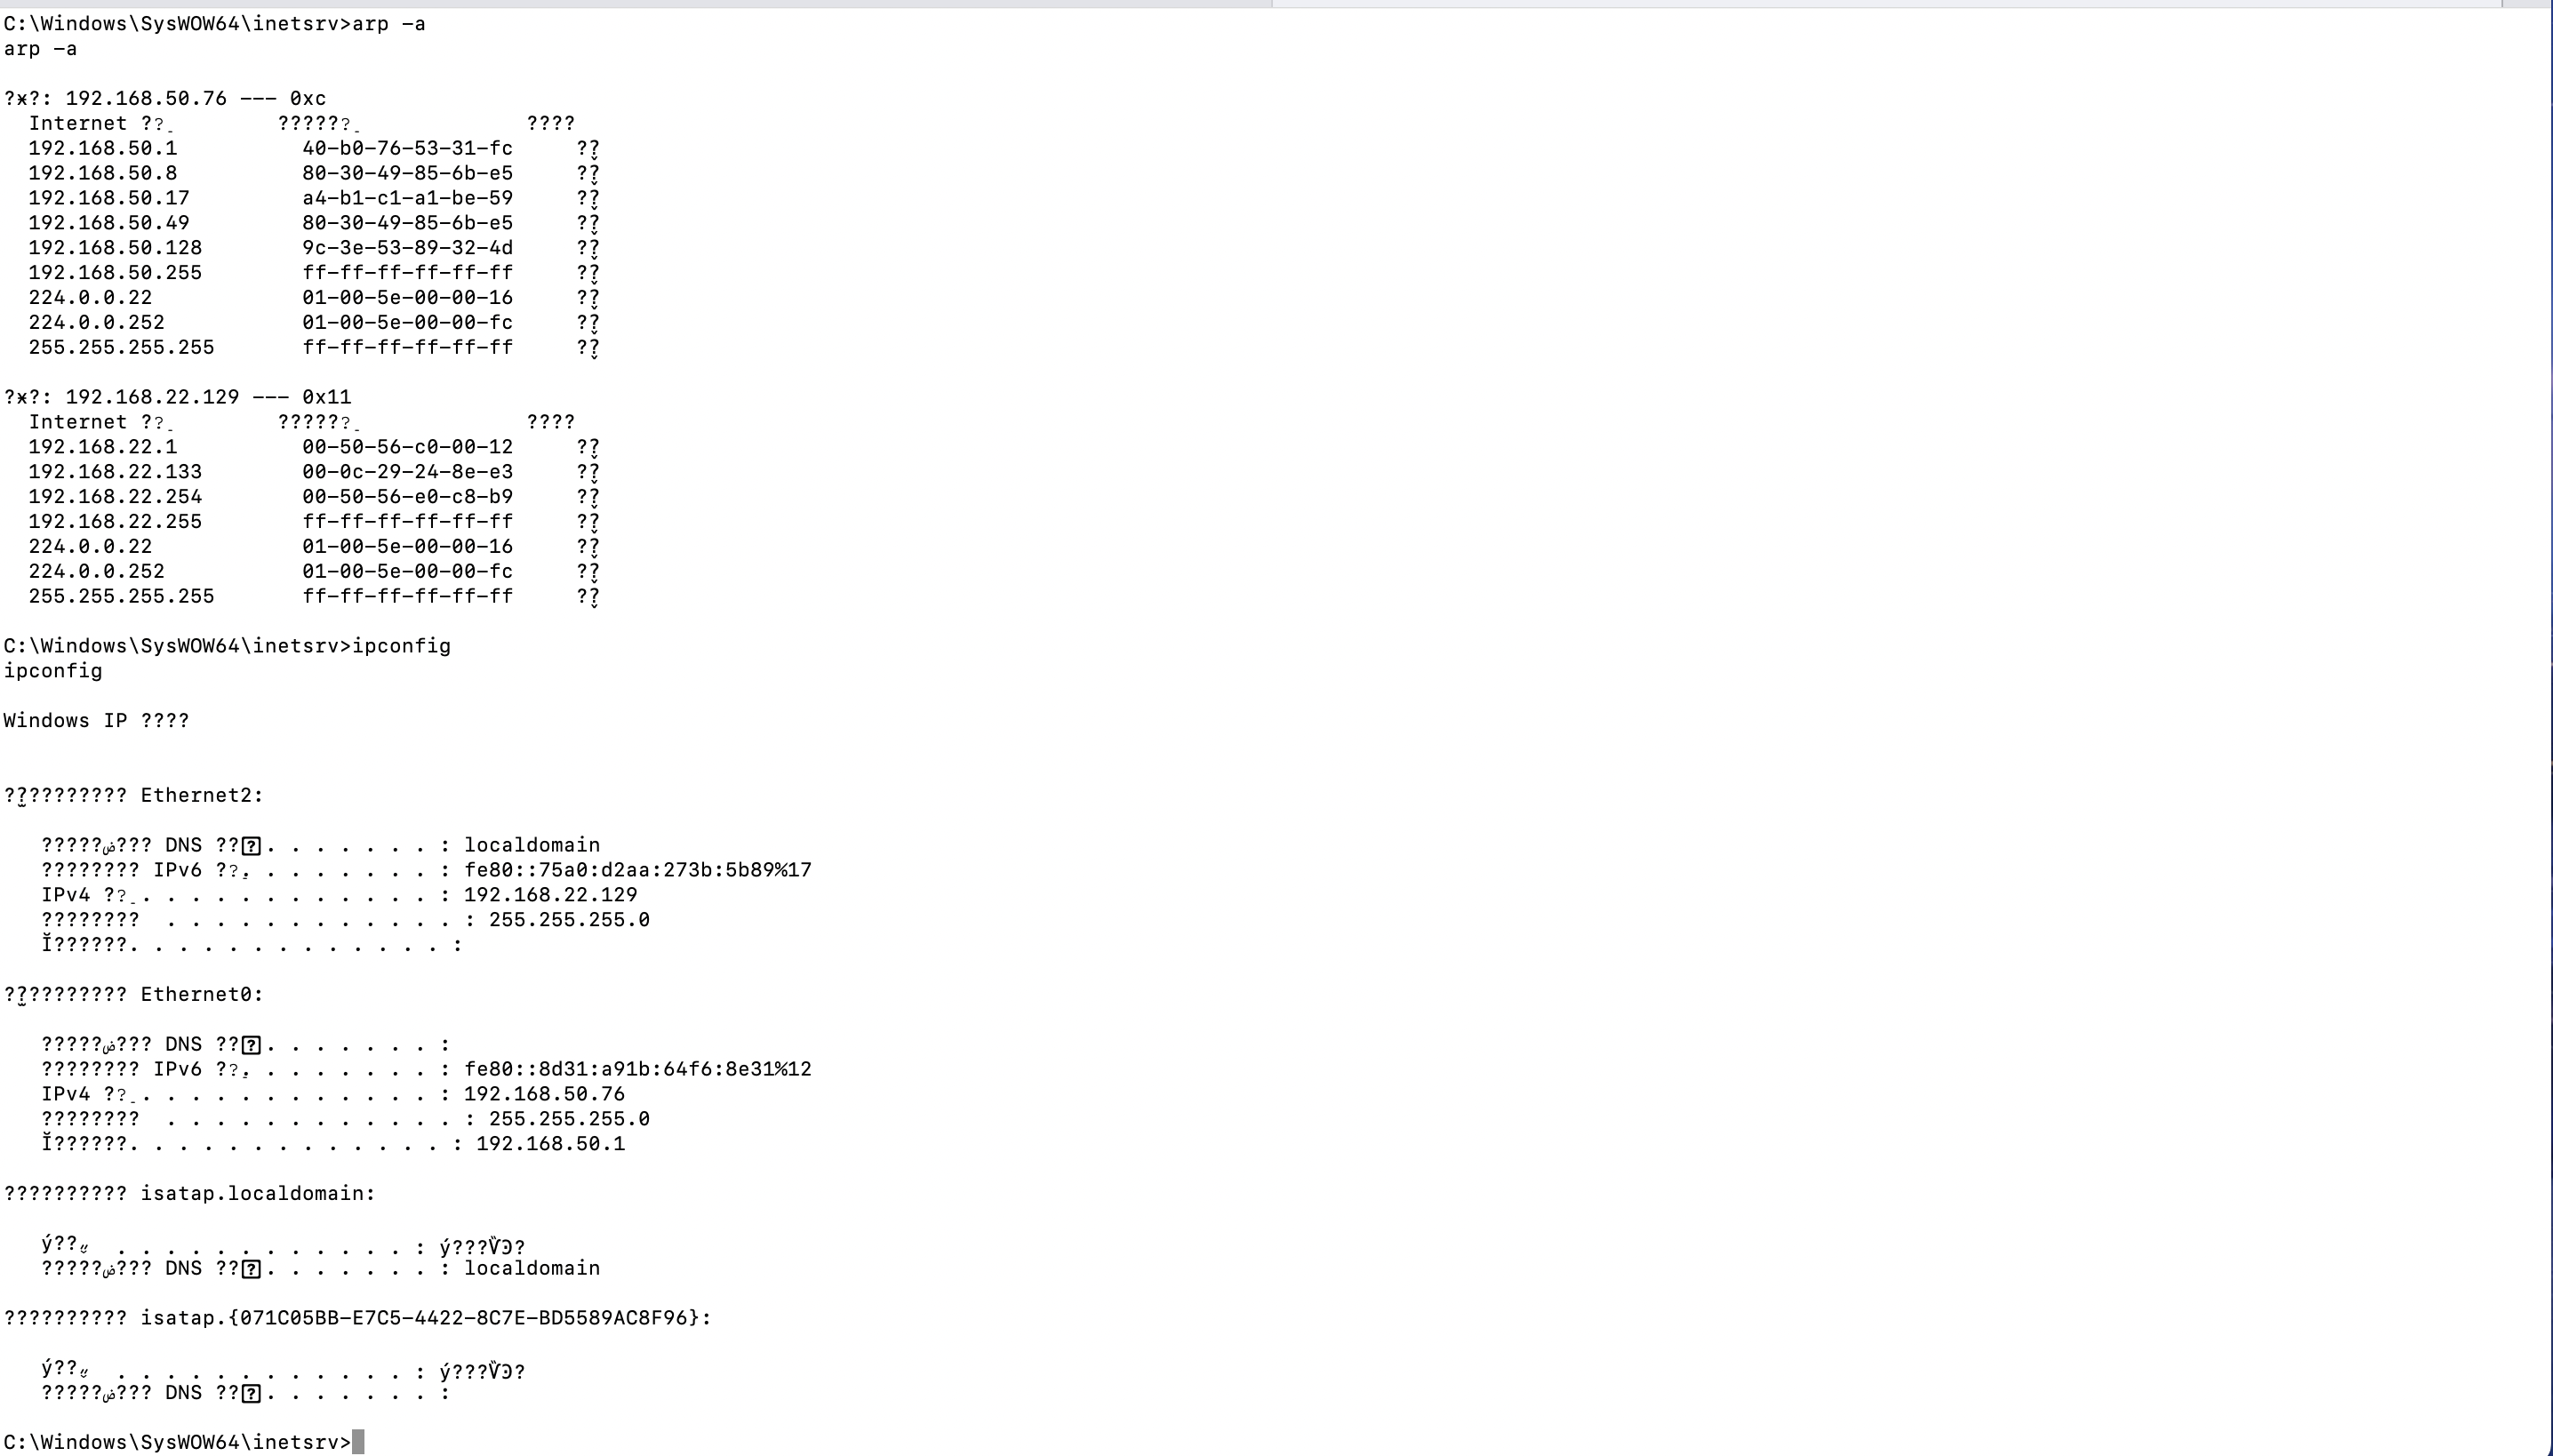 C:\Windows\SysWOW64\inetsrv>arp -a
arp -a
?ӿ?: 192.168.50.76 --- 0xc
Internet ??ַ ?????ַ ????
192.168.50.1 40-b0-76-53-31-fc ??̬
192.168.50.8 80-30-49-85-6b-e5 ??̬
192.168.50.17 a4-b1-c1-a1-be-59 ??̬
192.168.50.49 80-30-49-85-6b-e5 ??̬
192.168.50.128 9c-3e-53-89-32-4d ??̬
192.168.50.255 ff-ff-ff-ff-ff-ff ??̬
224.0.0.22 01-00-5e-00-00-16 ??̬
224.0.0.252 01-00-5e-00-00-fc ??̬
255.255.255.255 ff-ff-ff-ff-ff-ff ??̬
?ӿ?: 192.168.22.129 --- 0x11
Internet ??ַ ?????ַ ????
192.168.22.1 00-50-56-c0-00-12 ??̬
192.168.22.133 00-0c-29-24-8e-e3 ??̬
192.168.22.254 00-50-56-e0-c8-b9 ??̬
192.168.22.255 ff-ff-ff-ff-ff-ff ??̬
224.0.0.22 01-00-5e-00-00-16 ??̬
224.0.0.252 01-00-5e-00-00-fc ??̬
255.255.255.255 ff-ff-ff-ff-ff-ff ??̬
C:\Windows\SysWOW64\inetsrv>ipconfig
ipconfig
Windows IP ????
??̫?????????? Ethernet2:
?????ض??? DNS ??׺ . . . . . . . : localdomain
???????? IPv6 ??ַ. . . . . . . . : fe80::75a0:d2aa:273b:5b89%17
IPv4 ??ַ . . . . . . . . . . . . : 192.168.22.129
???????? . . . . . . . . . . . . : 255.255.255.0
Ĭ??????. . . . . . . . . . . . . :
??̫?????????? Ethernet0:
?????ض??? DNS ??׺ . . . . . . . :
???????? IPv6 ??ַ. . . . . . . . : fe80::8d31:a91b:64f6:8e31%12
IPv4 ??ַ . . . . . . . . . . . . : 192.168.50.76
???????? . . . . . . . . . . . . : 255.255.255.0
Ĭ??????. . . . . . . . . . . . . : 192.168.50.1
?????????? isatap.localdomain:
ý??״̬ . . . . . . . . . . . . : ý???ѶϿ?
?????ض??? DNS ??׺ . . . . . . . : localdomain
?????????? isatap.{071C05BB-E7C5-4422-8C7E-BD5589AC8F96}:
ý??״̬ . . . . . . . . . . . . : ý???ѶϿ?
?????ض??? DNS ??׺ . . . . . . . :
C:\Windows\SysWOW64\inetsrv>